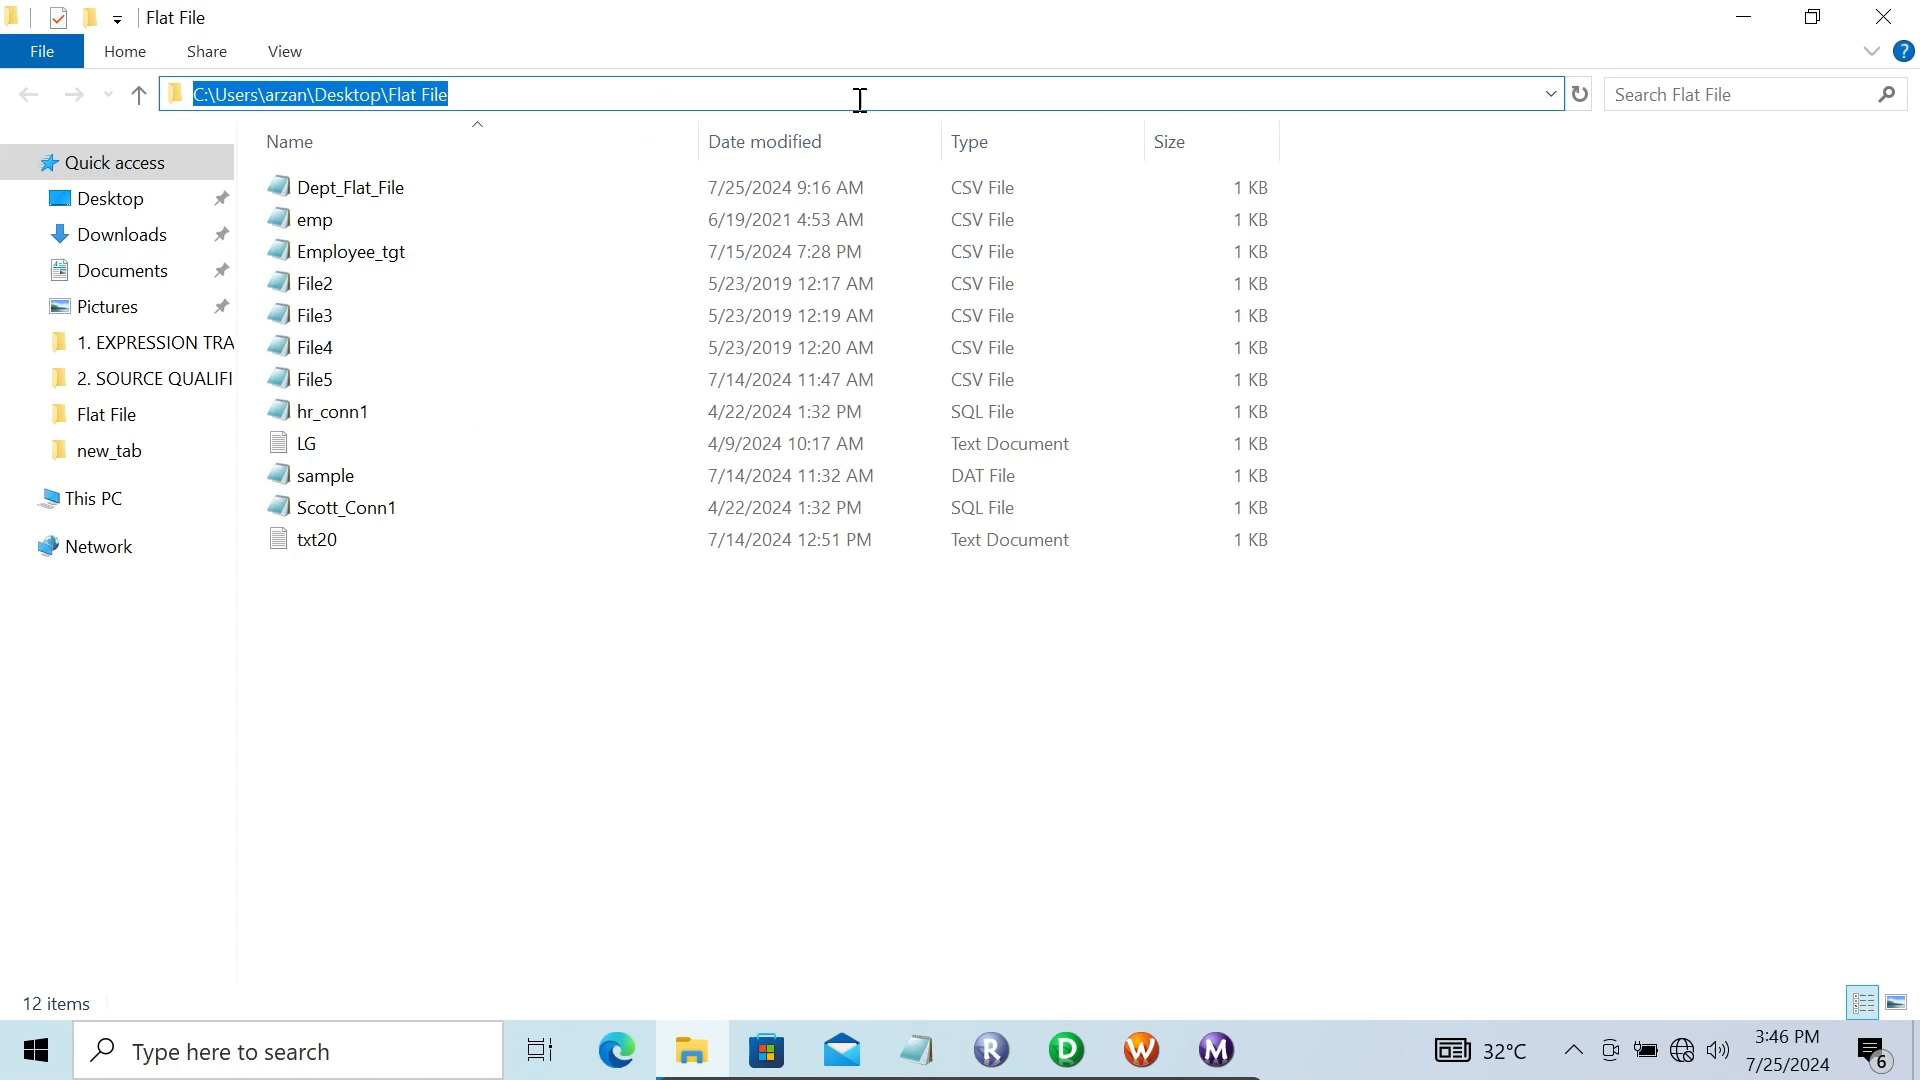 Flat File
File Home Share View
C:\Users\arzan\Desktop\Flat File
Search Flat File
Name Date modified Type Size
Quick access
Desktop
Downloads
Documents
Pictures
1. EXPRESSION TRA
2. SOURCE QUALIFI
Flat File
new_tab
This PC
Network
Dept_Flat_File 7/25/2024 9:16 AM CSV File 1 KB
emp 6/19/2021 4:53 AM CSV File 1 KB
Employee_tgt 7/15/2024 7:28 PM CSV File 1 KB
File2 5/23/2019 12:17 AM CSV File 1 KB
File3 5/23/2019 12:19 AM CSV File 1 KB
File4 5/23/2019 12:20 AM CSV File 1 KB
File5 7/14/2024 11:47 AM CSV File 1 KB
hr_conn1 4/22/2024 1:32 PM SQL File 1 KB
LG 4/9/2024 10:17 AM Text Document 1 KB
sample 7/14/2024 11:32 AM DAT File 1 KB
Scott_Conn1 4/22/2024 1:32 PM SQL File 1 KB
txt20 7/14/2024 12:51 PM Text Document 1 KB
12 items
Type here to search
R D W M
32°C
3:46 PM
7/25/2024
6